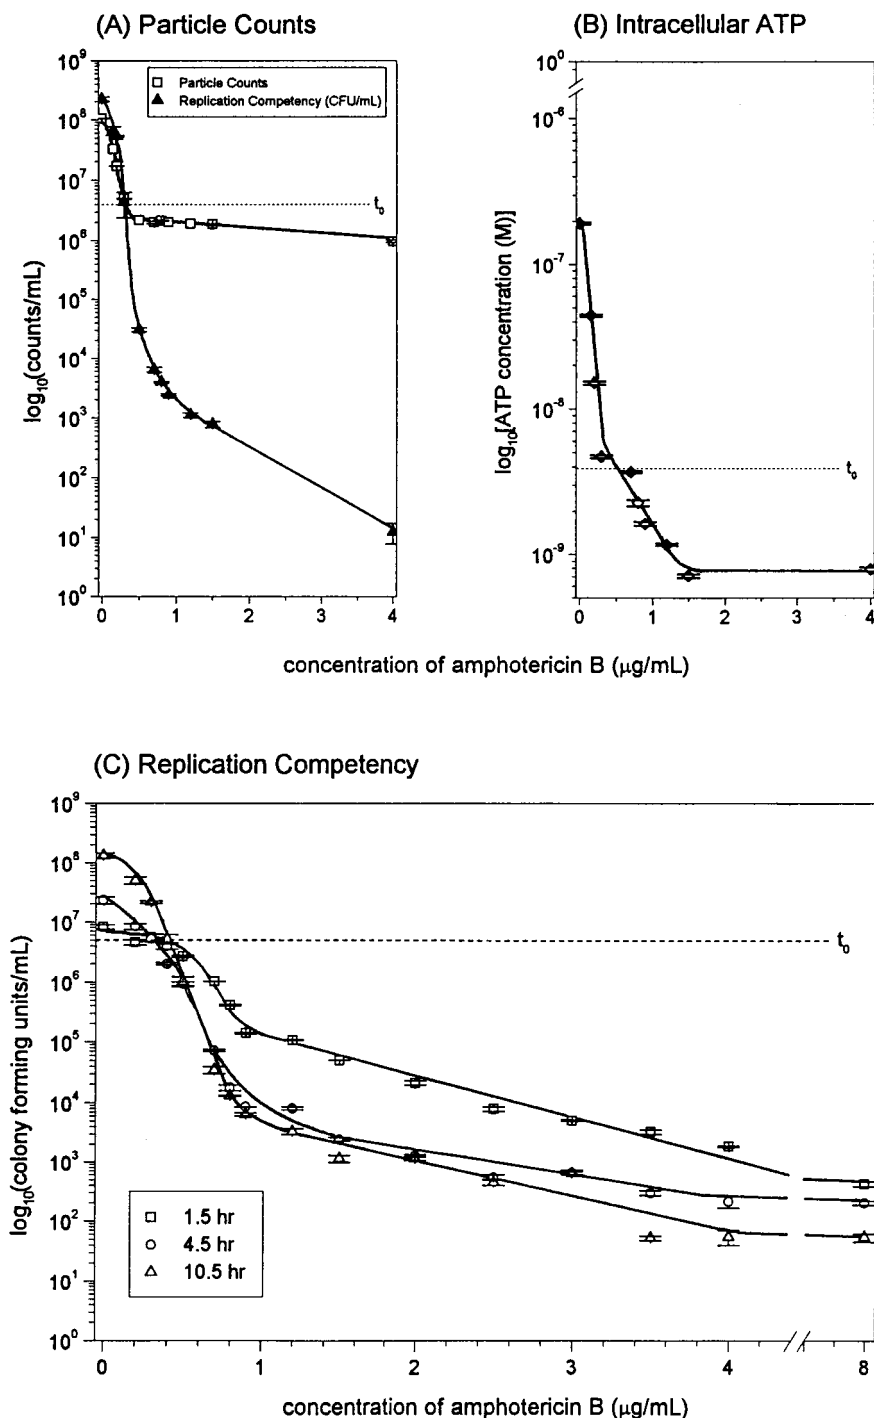 (A) Particle Counts
10⁹
10⁸
10⁷
10⁶
10⁵
10⁴
10³
10²
10¹
10⁰
log₁₀(counts/mL)
Particle Counts
Replication Competency (CFU/mL)
t₀
0 1 2 3 4
(B) Intracellular ATP
10⁰
10⁻⁶
10⁻⁷
10⁻⁸
10⁻⁹
log₁₀[ATP concentration (M)]
t₀
0 1 2 3 4
concentration of amphotericin B (μg/mL)
(C) Replication Competency
10⁹
10⁸
10⁷
10⁶
10⁵
10⁴
10³
10²
10¹
10⁰
log₁₀(colony forming units/mL)
t₀
1.5 hr
4.5 hr
10.5 hr
0 1 2 3 4 8
concentration of amphotericin B (μg/mL)